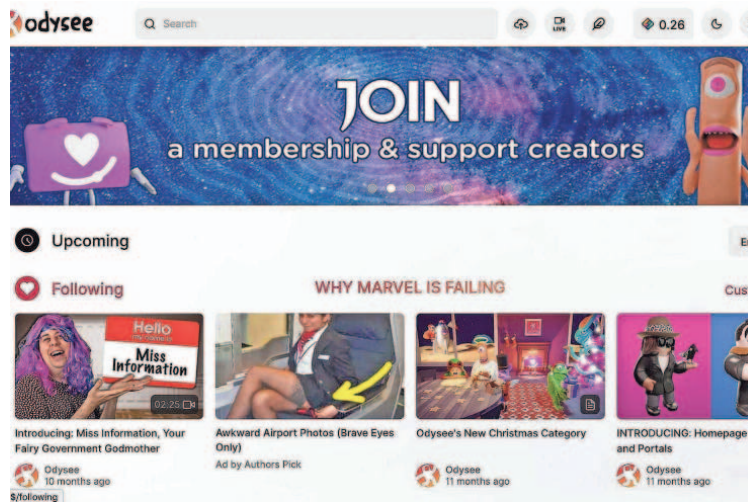 odysee
Search
LIVE
0.26
JOIN
a membership & support creators
Upcoming
Following
WHY MARVEL IS FAILING
Cus
Hello
Miss
Information
02:25
Introducing: Miss Information, Your
Fairy Government Godmother
Odysee
10 months ago
Awkward Airport Photos (Brave Eyes
Only)
Ad by Authors Pick
Odysee's New Christmas Category
Odysee
11 months ago
INTRODUCING: Homepage
and Portals
Odysee
11 months ago
$/following